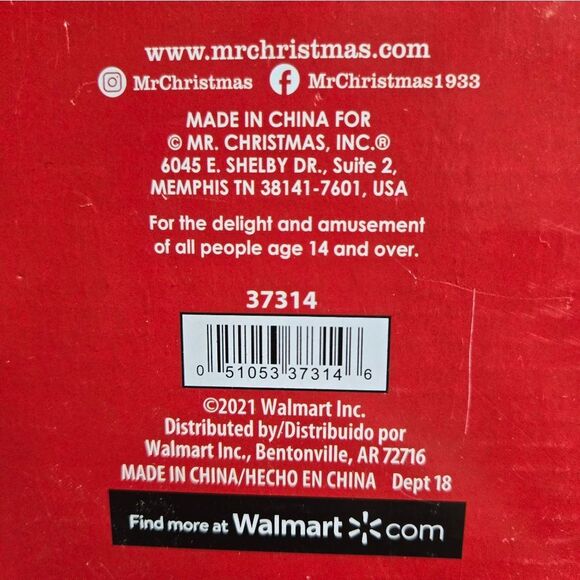 www.mrchristmas.com
MrChristmas MrChristmas1933
MADE IN CHINA FOR
© MR. CHRISTMAS, INC.®
6045 E. SHELBY DR., Suite 2,
MEMPHIS TN 38141-7601, USA
For the delight and amusement
of all people age 14 and over.
37314
0 51053 37314 6
©2021 Walmart Inc.
Distributed by/Distribuido por
Walmart Inc., Bentonville, AR 72716
MADE IN CHINA/HECHO EN CHINA Dept 18
Find more at Walmart.com